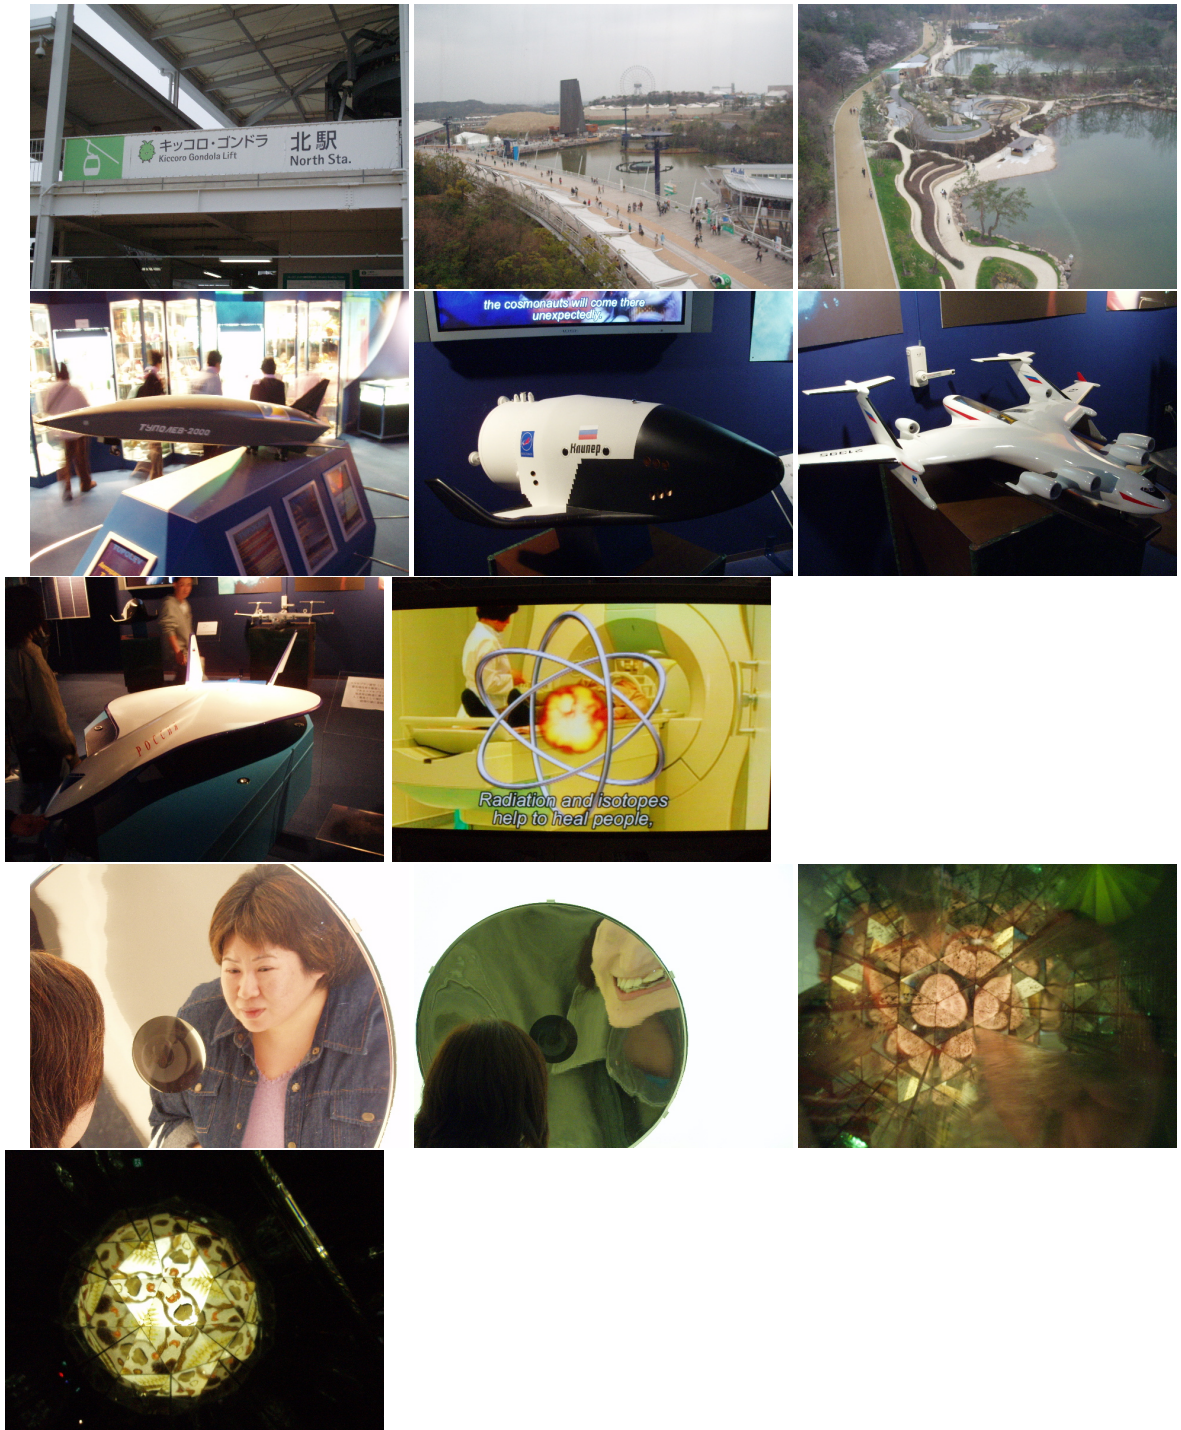 キッコロ・ゴンドラ 北駅
Kiccoro Gondola Lift North Sta.
the cosmonauts will come there
unexpectedly.
ТУПОЛЕВ-2000
Клипер
21395
РОССИЯ
Radiation and isotopes
help to heal people,